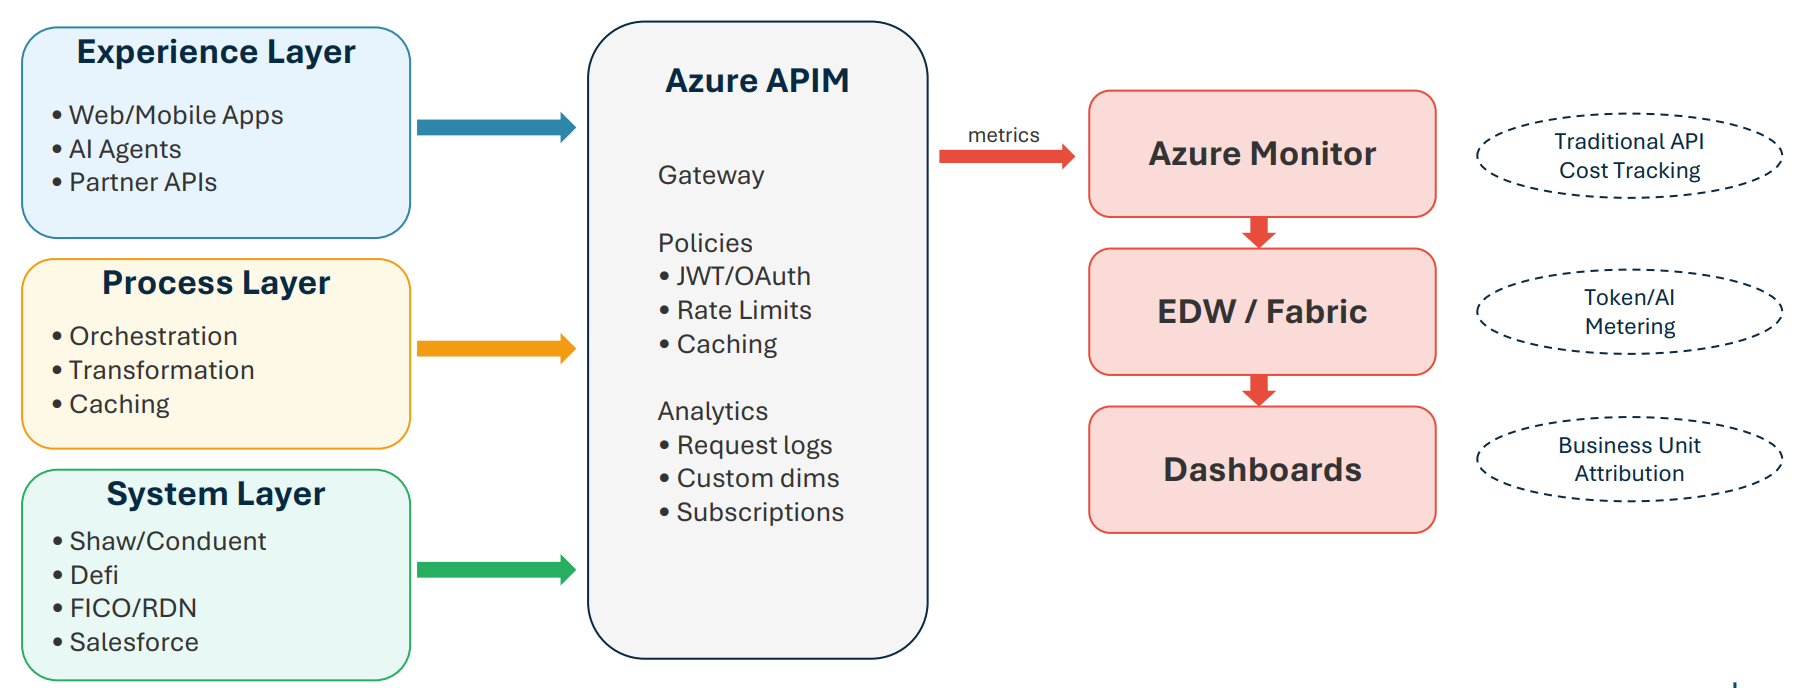 Experience Layer
• Web/Mobile Apps
• AI Agents
• Partner APIs
Process Layer
• Orchestration
• Transformation
• Caching
System Layer
• Shaw/Conduent
• Defi
• FICO/RDN
• Salesforce
Azure APIM
Gateway
Policies
• JWT/OAuth
• Rate Limits
• Caching
Analytics
• Request logs
• Custom dims
• Subscriptions
metrics
Azure Monitor
EDW / Fabric
Dashboards
Traditional API
Cost Tracking
Token/AI
Metering
Business Unit
Attribution